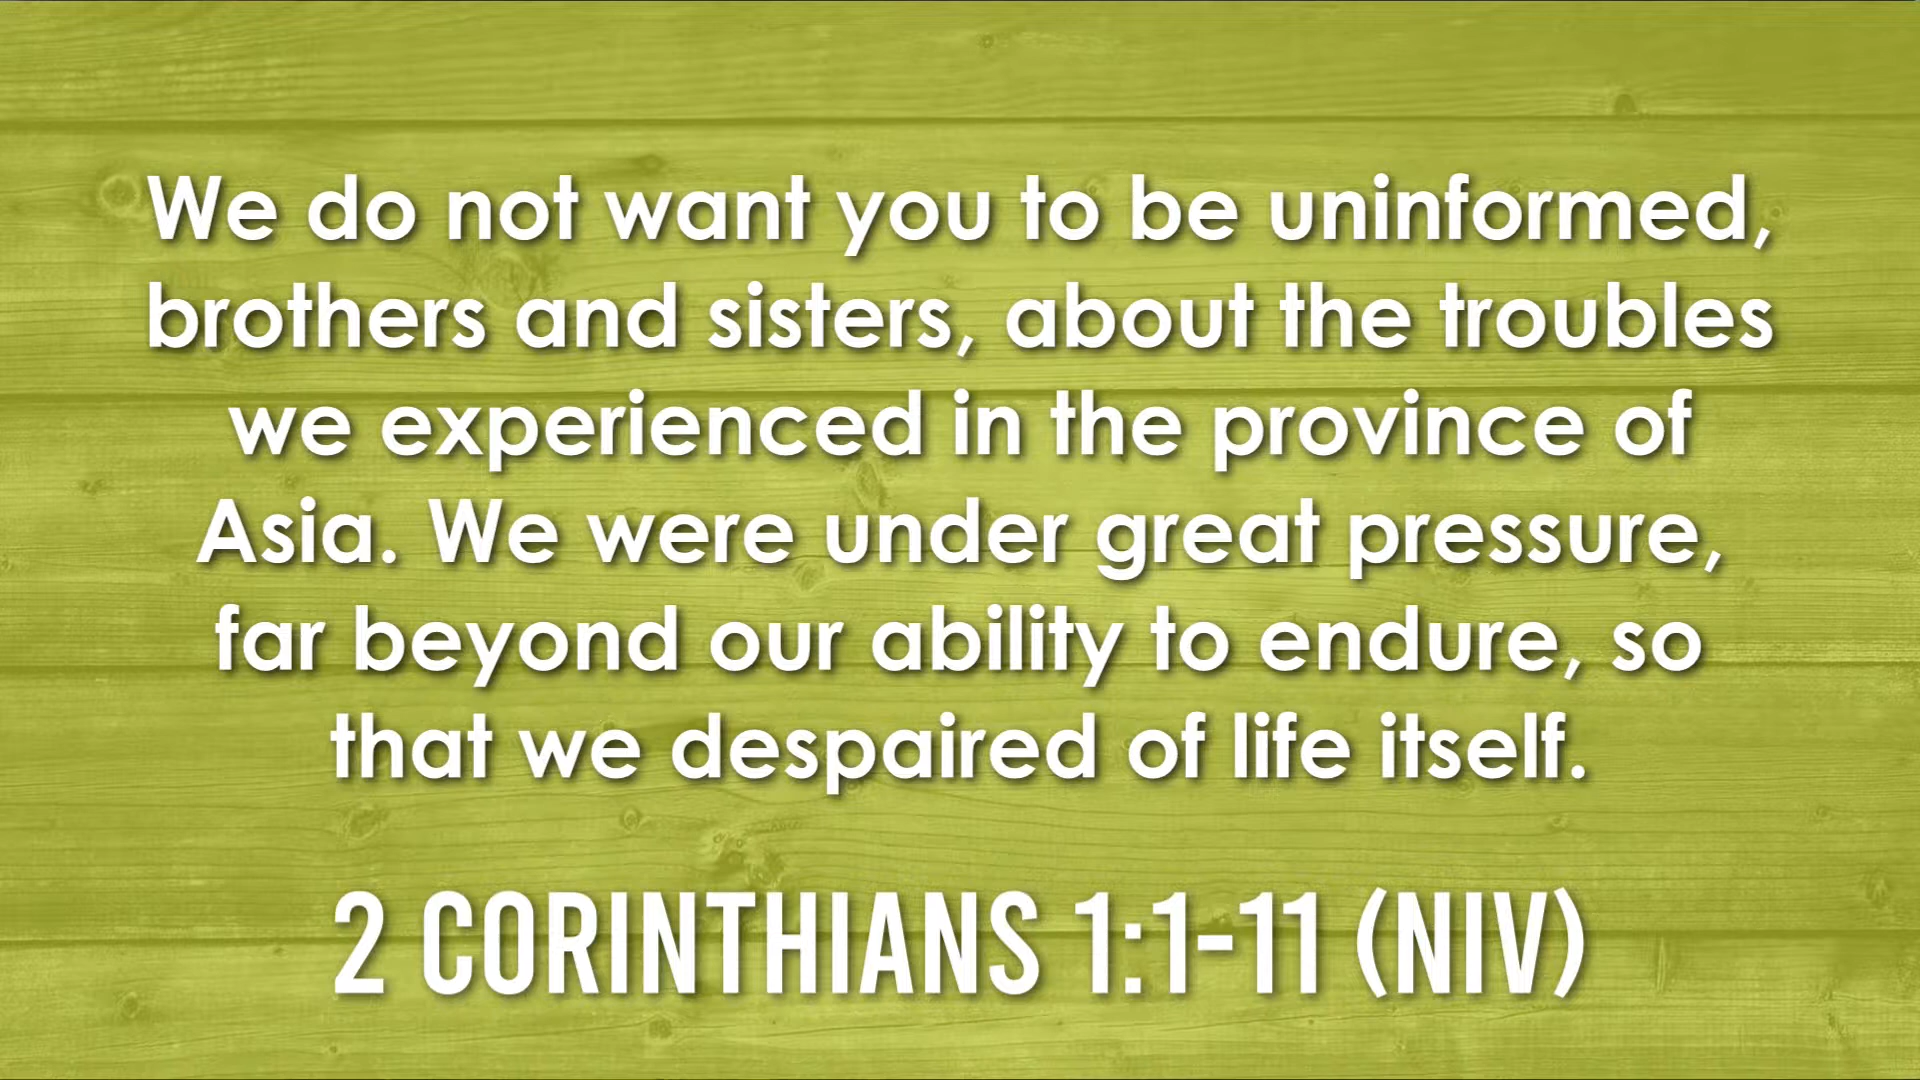 We do not want you to be uninformed,
brothers and sisters, about the troubles
we experienced in the province of
Asia. We were under great pressure,
far beyond our ability to endure, so
that we despaired of life itself.
2 CORINTHIANS 1:1-11 (NIV)